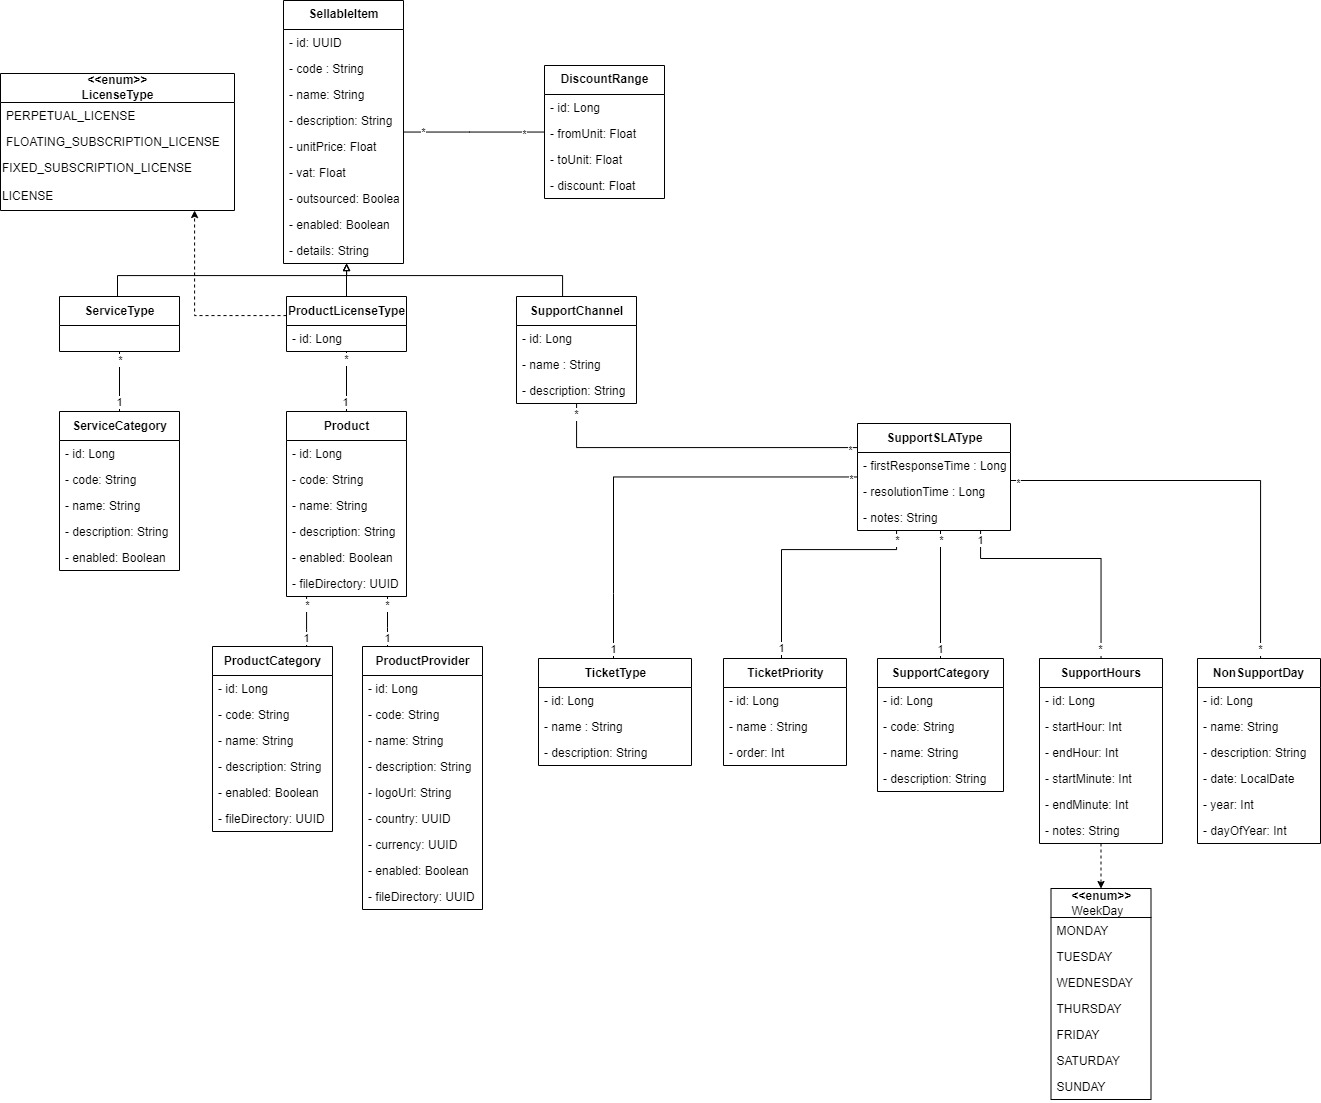 SellableItem
- id: UUID
- code : String
- name: String
- description: String
- unitPrice: Float
- vat: Float
- outsourced: Boolea
- enabled: Boolean
- details: String
<<enum>>
LicenseType
PERPETUAL_LICENSE
FLOATING_SUBSCRIPTION_LICENSE
FIXED_SUBSCRIPTION_LICENSE
LICENSE
DiscountRange
- id: Long
- fromUnit: Float
- toUnit: Float
- discount: Float
*
*
ServiceType
*
1
ProductLicenseType
- id: Long
*
1
SupportChannel
- id: Long
- name : String
- description: String
*
*
ServiceCategory
- id: Long
- code: String
- name: String
- description: String
- enabled: Boolean
Product
- id: Long
- code: String
- name: String
- description: String
- enabled: Boolean
- fileDirectory: UUID
*
*
1
1
SupportSLAType
- firstResponseTime : Long
- resolutionTime : Long
- notes: String
*
*
*
*
1
1
1
1
*
*
ProductCategory
- id: Long
- code: String
- name: String
- description: String
- enabled: Boolean
- fileDirectory: UUID
ProductProvider
- id: Long
- code: String
- name: String
- description: String
- logoUrl: String
- country: UUID
- currency: UUID
- enabled: Boolean
- fileDirectory: UUID
TicketType
- id: Long
- name : String
- description: String
TicketPriority
- id: Long
- name : String
- order: Int
SupportCategory
- id: Long
- code: String
- name: String
- description: String
SupportHours
- id: Long
- startHour: Int
- endHour: Int
- startMinute: Int
- endMinute: Int
- notes: String
NonSupportDay
- id: Long
- name: String
- description: String
- date: LocalDate
- year: Int
- dayOfYear: Int
<<enum>>
WeekDay
MONDAY
TUESDAY
WEDNESDAY
THURSDAY
FRIDAY
SATURDAY
SUNDAY